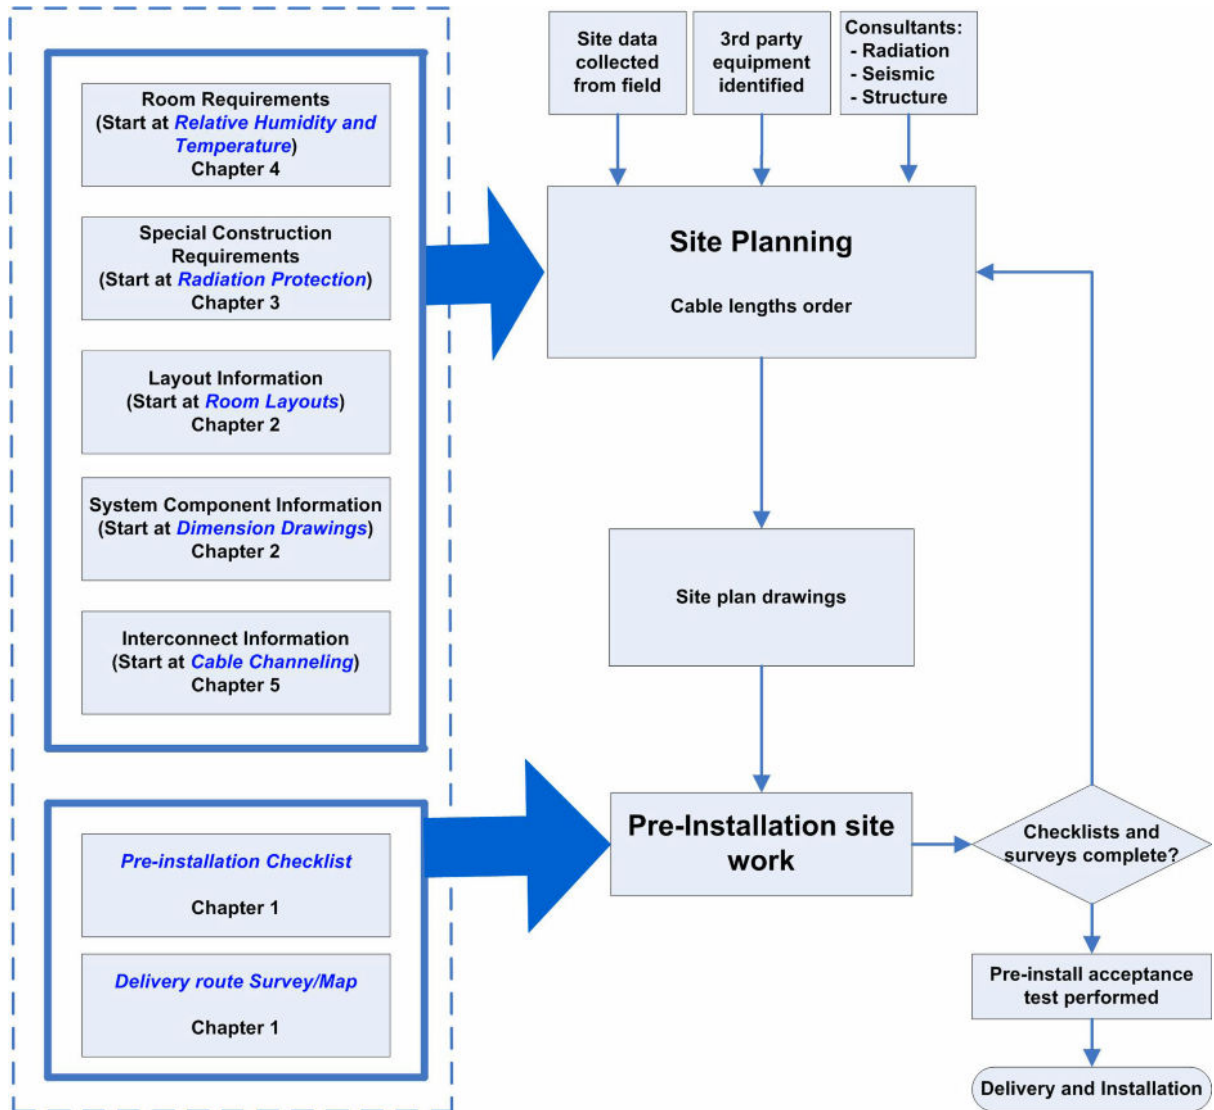 Room Requirements
(Start at Relative Humidity and
Temperature)
Chapter 4
Special Construction
Requirements
(Start at Radiation Protection)
Chapter 3
Layout Information
(Start at Room Layouts)
Chapter 2
System Component Information
(Start at Dimension Drawings)
Chapter 2
Interconnect Information
(Start at Cable Channeling)
Chapter 5
Pre-installation Checklist
Chapter 1
Delivery route Survey/Map
Chapter 1
Site data
collected
from field
3rd party
equipment
identified
Consultants:
- Radiation
- Seismic
- Structure
Site Planning
Cable lengths order
Site plan drawings
Pre-Installation site
work
Checklists and
surveys complete?
Pre-install acceptance
test performed
Delivery and Installation